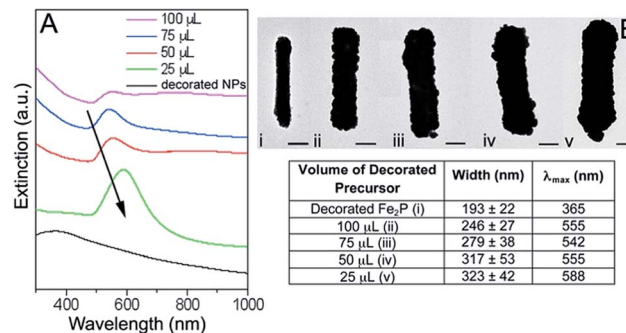 A
100 µL
75 µL
50 µL
25 µL
decorated NPs
Extinction (a.u.)
400 600 800 1000
Wavelength (nm)
i ii iii iv v
Volume of Decorated Precursor Width (nm) λmax (nm)
Decorated Fe₂P (i) 193 ± 22 365
100 µL (ii) 246 ± 27 555
75 µL (iii) 279 ± 38 542
50 µL (iv) 317 ± 53 555
25 µL (v) 323 ± 42 588